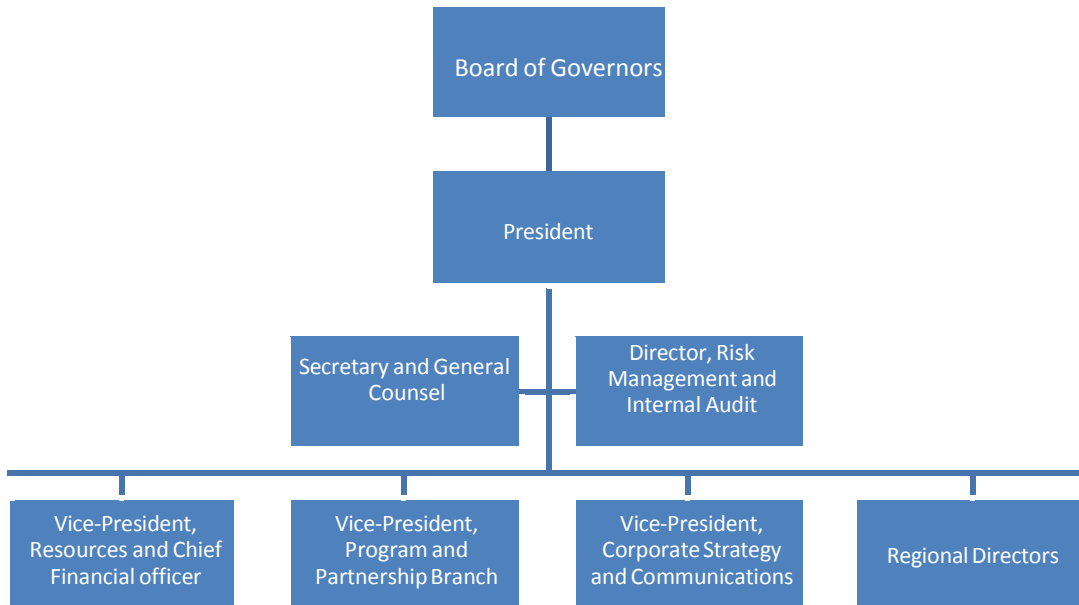 Board of Governors
President
Secretary and General
Counsel
Director, Risk
Management and
Internal Audit
Vice-President,
Resources and Chief
Financial officer
Vice-President,
Program and
Partnership Branch
Vice-President,
Corporate Strategy
and Communications
Regional Directors